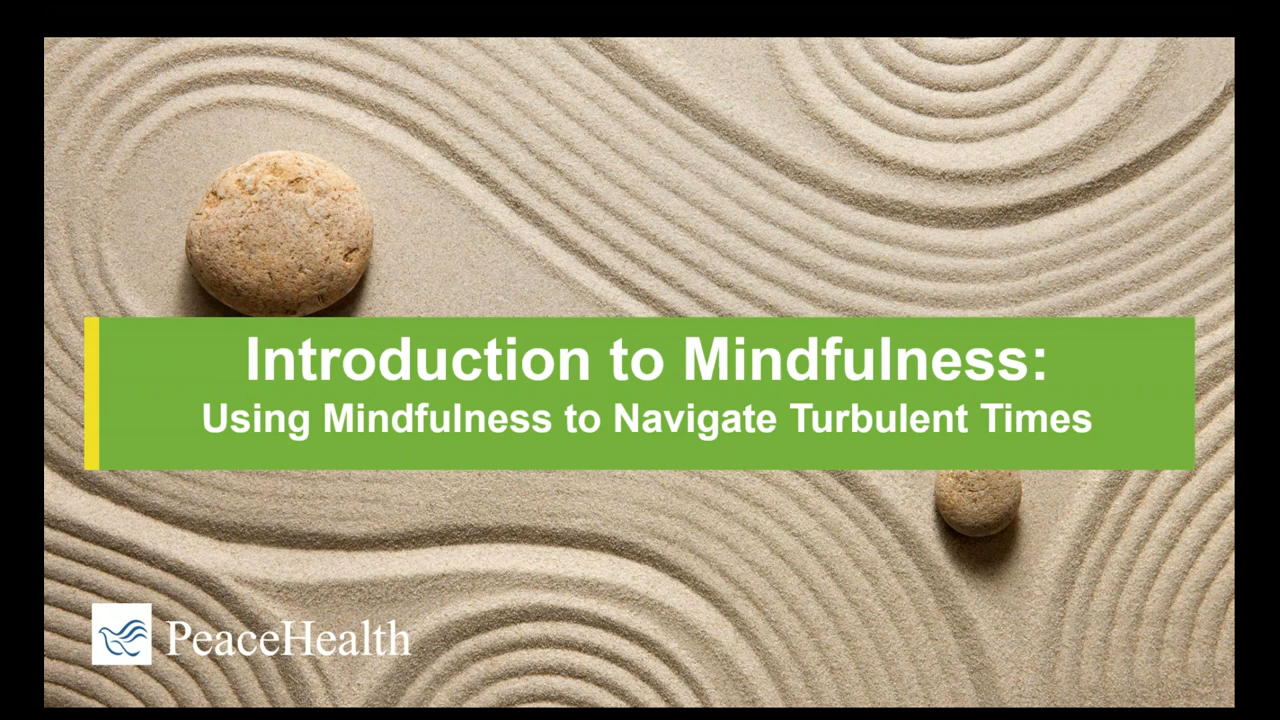 Introduction to Mindfulness:
Using Mindfulness to Navigate Turbulent Times
PeaceHealth